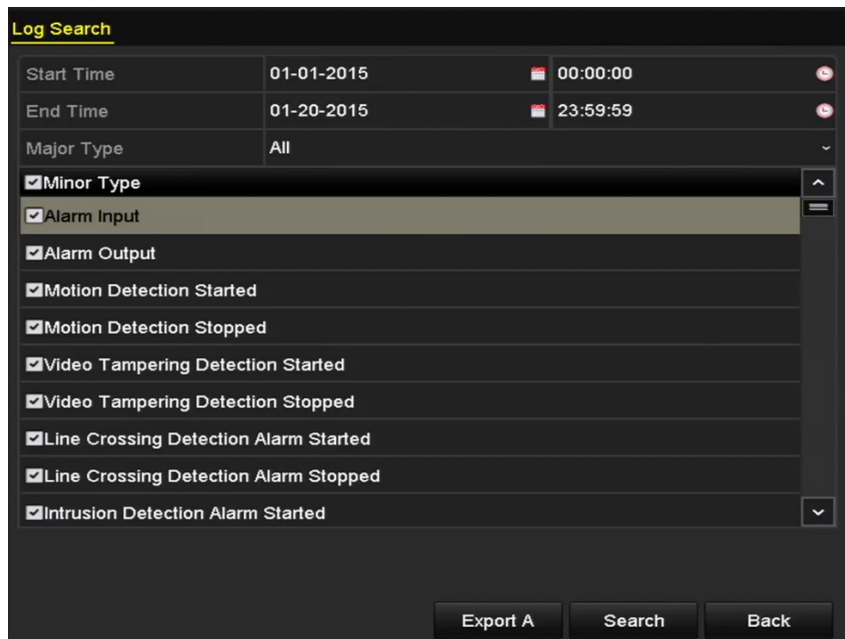 Log Search
Start Time 01-01-2015 00:00:00
End Time 01-20-2015 23:59:59
Major Type All
Minor Type
Alarm Input
Alarm Output
Motion Detection Started
Motion Detection Stopped
Video Tampering Detection Started
Video Tampering Detection Stopped
Line Crossing Detection Alarm Started
Line Crossing Detection Alarm Stopped
Intrusion Detection Alarm Started
Export A Search Back